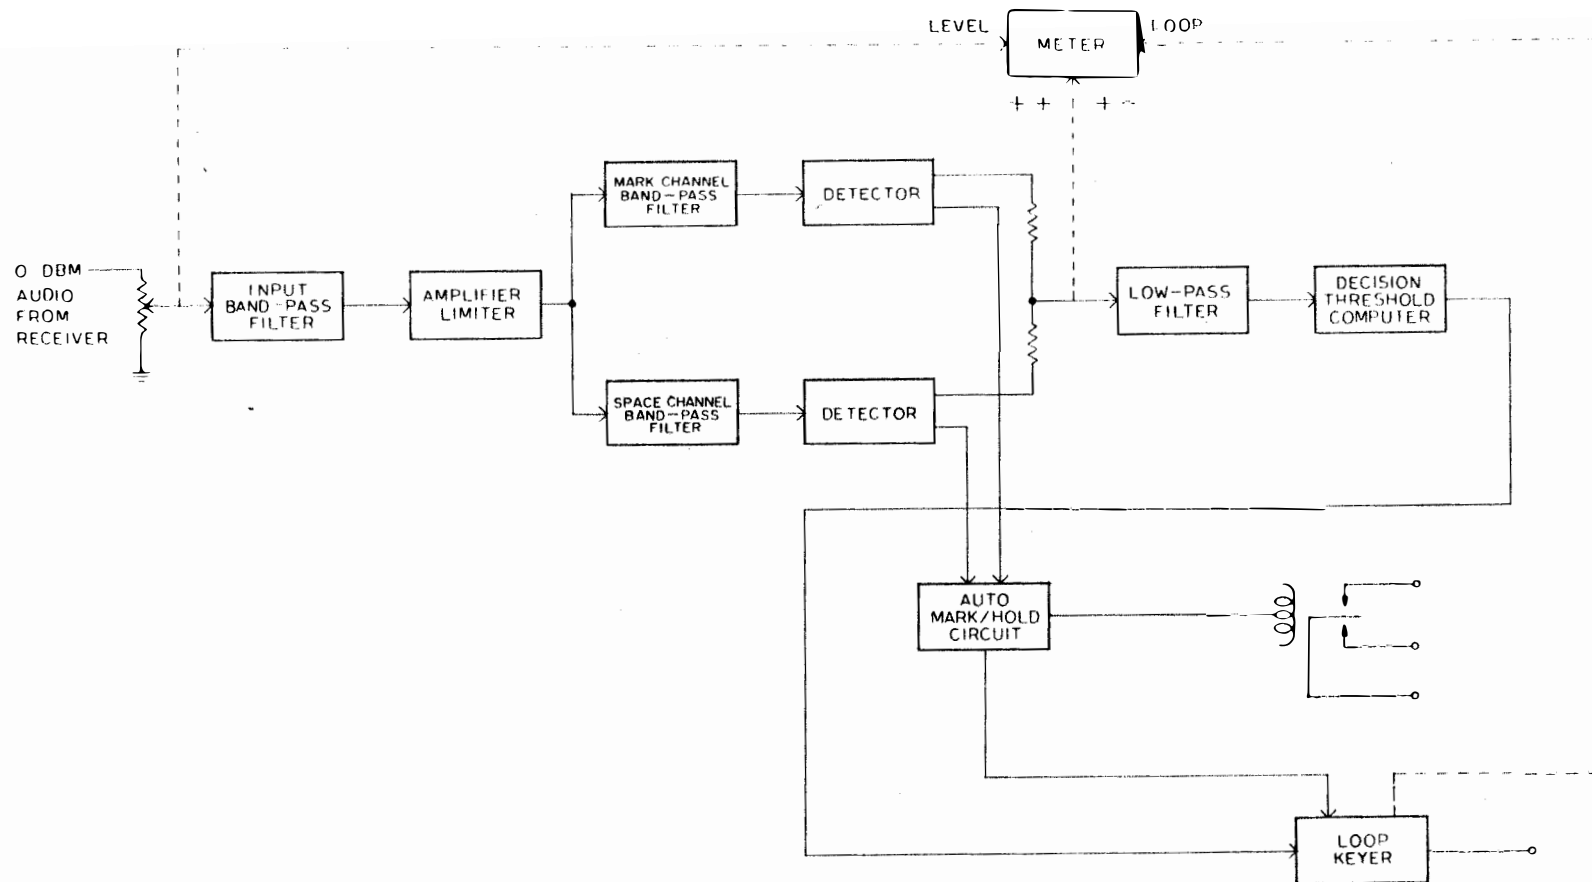 LEVEL
METER
LOOP
+ + + -
MARK CHANNEL
BAND-PASS
FILTER
DETECTOR
0 DBM
AUDIO
FROM
RECEIVER
INPUT
BAND-PASS
FILTER
AMPLIFIER
LIMITER
LOW-PASS
FILTER
DECISION
THRESHOLD
COMPUTER
SPACE CHANNEL
BAND-PASS
FILTER
DETECTOR
AUTO
MARK/HOLD
CIRCUIT
LOOP
KEYER